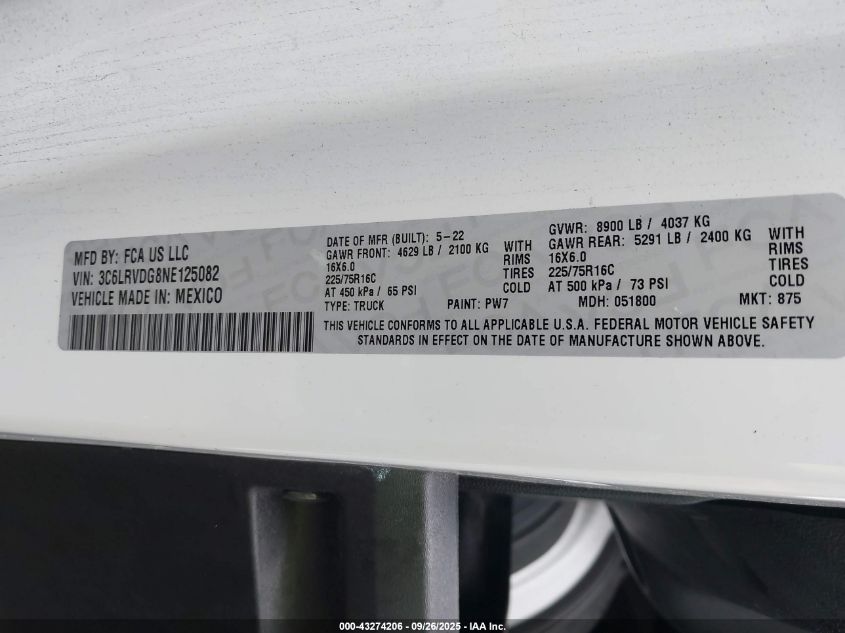 MFD BY: FCA US LLC
VIN: 3C6LRVDG8NE125082
VEHICLE MADE IN: MEXICO
DATE OF MFR (BUILT): 5-22
GAWR FRONT: 4629 LB / 2100 KG WITH
16X6.0 RIMS
225/75R16C TIRES
AT 450 kPa / 65 PSI COLD
TYPE: TRUCK PAINT: PW7
GVWR: 8900 LB / 4037 KG
GAWR REAR: 5291 LB / 2400 KG WITH
16X6.0 RIMS
225/75R16C TIRES
AT 500 kPa / 73 PSI COLD
MDH: 051800 MKT: 875
THIS VEHICLE CONFORMS TO ALL APPLICABLE U.S.A. FEDERAL MOTOR VEHICLE SAFETY
STANDARDS IN EFFECT ON THE DATE OF MANUFACTURE SHOWN ABOVE.
000-43274206 - 09/26/2025 - IAA Inc.